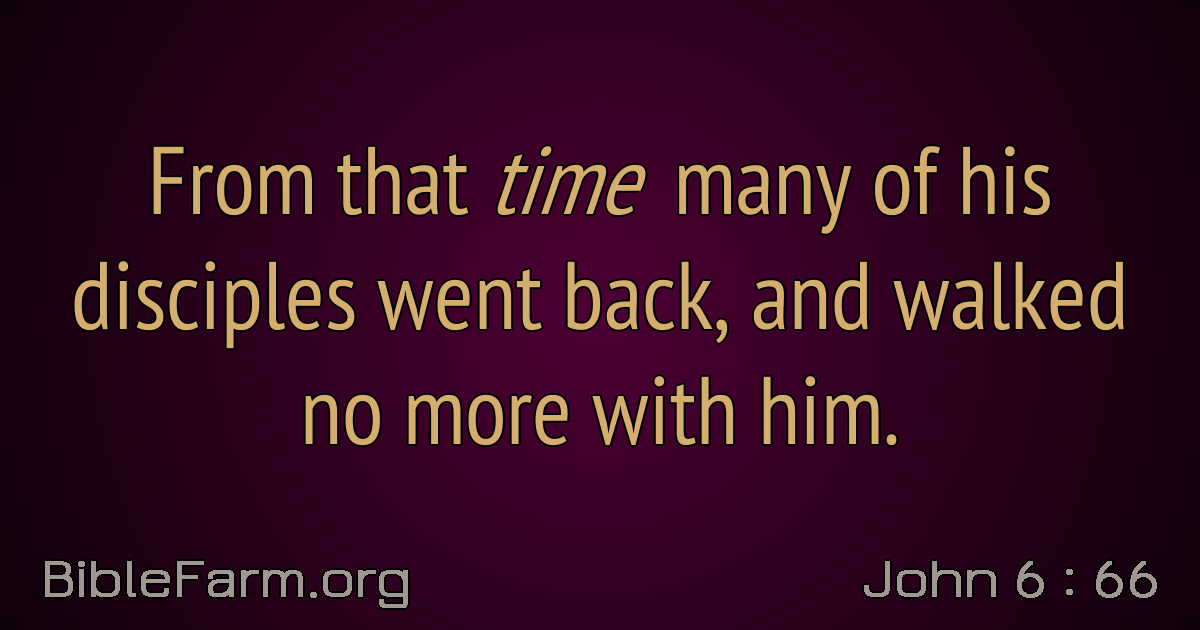 From that time many of his
disciples went back, and walked
no more with him.
BibleFarm.org
John 6 : 66